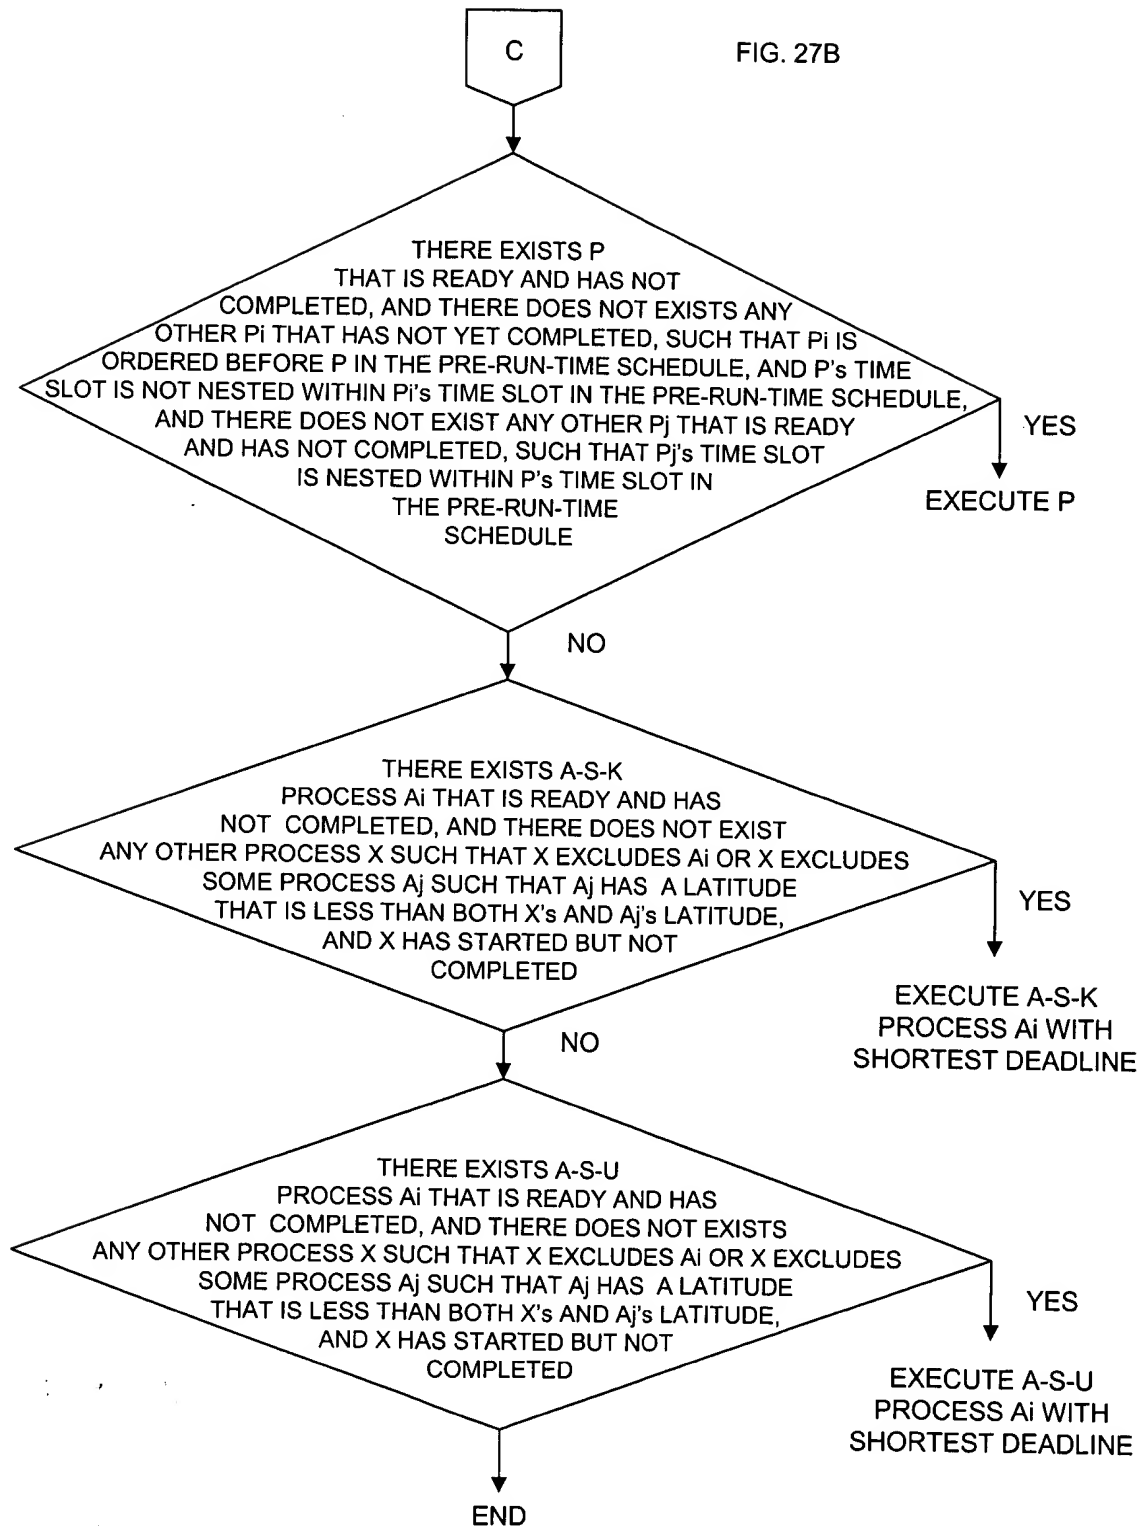 C
FIG. 27B
THERE EXISTS P
THAT IS READY AND HAS NOT
COMPLETED, AND THERE DOES NOT EXISTS ANY
OTHER Pi THAT HAS NOT YET COMPLETED, SUCH THAT Pi IS
ORDERED BEFORE P IN THE PRE-RUN-TIME SCHEDULE, AND P's TIME
SLOT IS NOT NESTED WITHIN Pi's TIME SLOT IN THE PRE-RUN-TIME SCHEDULE,
AND THERE DOES NOT EXIST ANY OTHER Pj THAT IS READY
AND HAS NOT COMPLETED, SUCH THAT Pj's TIME SLOT
IS NESTED WITHIN P's TIME SLOT IN
THE PRE-RUN-TIME
SCHEDULE
YES
EXECUTE P
NO
THERE EXISTS A-S-K
PROCESS Ai THAT IS READY AND HAS
NOT COMPLETED, AND THERE DOES NOT EXIST
ANY OTHER PROCESS X SUCH THAT X EXCLUDES Ai OR X EXCLUDES
SOME PROCESS Aj SUCH THAT Aj HAS A LATITUDE
THAT IS LESS THAN BOTH X's AND Aj's LATITUDE,
AND X HAS STARTED BUT NOT
COMPLETED
YES
EXECUTE A-S-K
PROCESS Ai WITH
SHORTEST DEADLINE
NO
THERE EXISTS A-S-U
PROCESS Ai THAT IS READY AND HAS
NOT COMPLETED, AND THERE DOES NOT EXISTS
ANY OTHER PROCESS X SUCH THAT X EXCLUDES Ai OR X EXCLUDES
SOME PROCESS Aj SUCH THAT Aj HAS A LATITUDE
THAT IS LESS THAN BOTH X's AND Aj's LATITUDE,
AND X HAS STARTED BUT NOT
COMPLETED
YES
EXECUTE A-S-U
PROCESS Ai WITH
SHORTEST DEADLINE
END